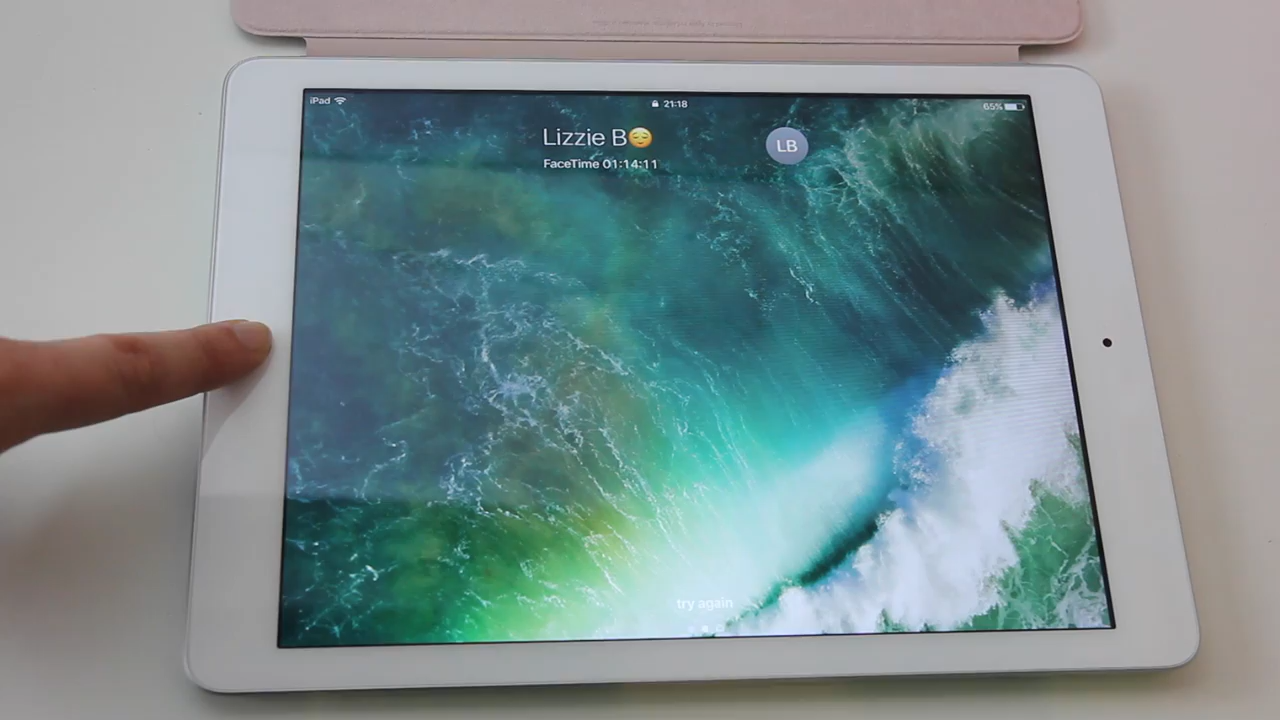 iPad 21:18 65%
Lizzie B😌 LB
FaceTime 01:14:11
try again